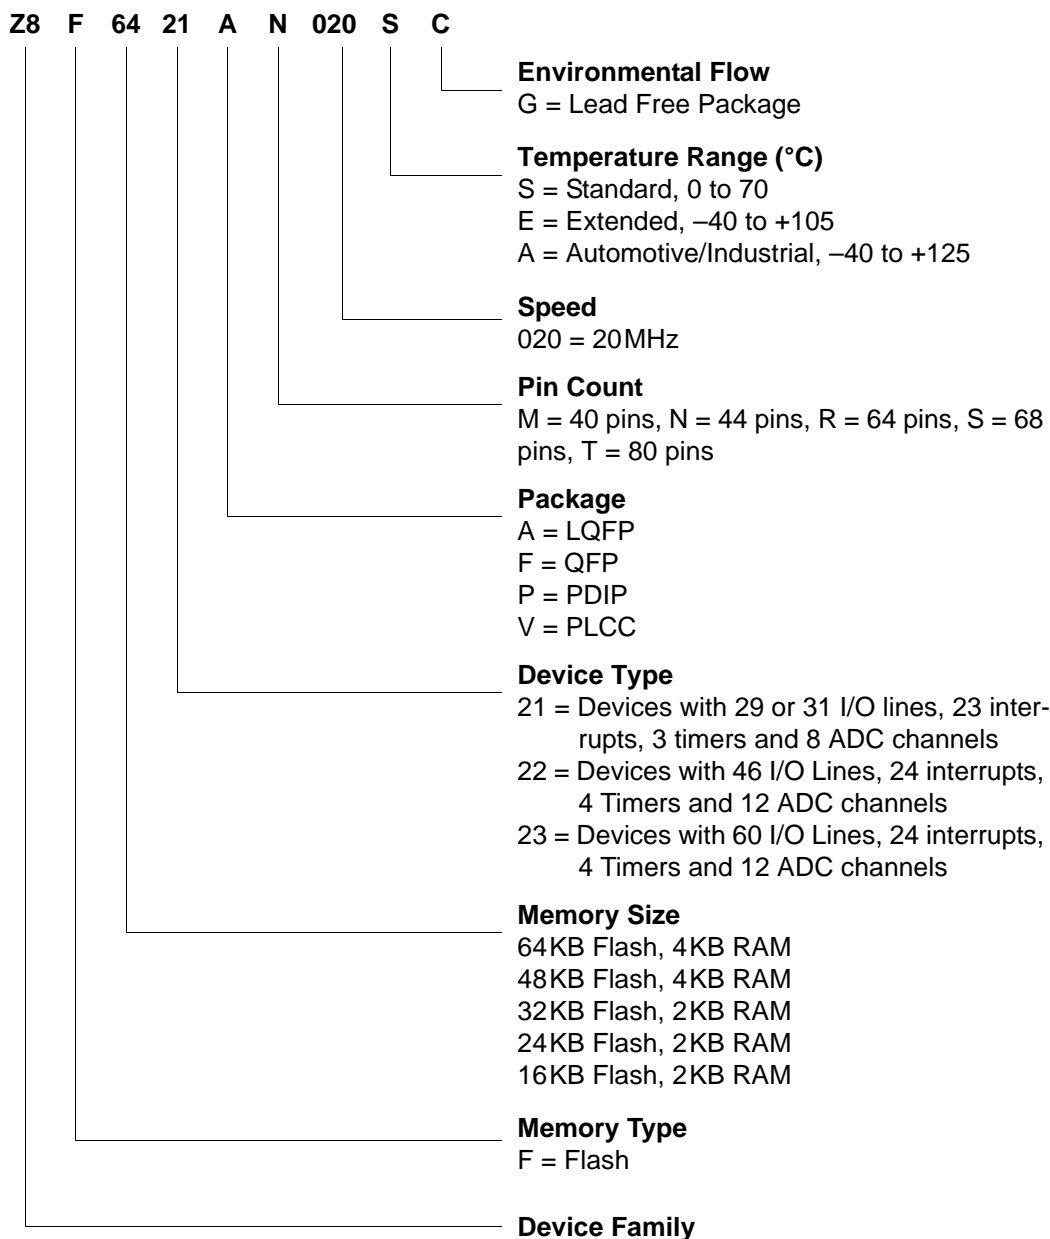 Z8 F 64 21 A N 020 S C
Environmental Flow
G = Lead Free Package
Temperature Range (°C)
S = Standard, 0 to 70
E = Extended, –40 to +105
A = Automotive/Industrial, –40 to +125
Speed
020 = 20MHz
Pin Count
M = 40 pins, N = 44 pins, R = 64 pins, S = 68
pins, T = 80 pins
Package
A = LQFP
F = QFP
P = PDIP
V = PLCC
Device Type
21 = Devices with 29 or 31 I/O lines, 23 inter-
rupts, 3 timers and 8 ADC channels
22 = Devices with 46 I/O Lines, 24 interrupts,
4 Timers and 12 ADC channels
23 = Devices with 60 I/O Lines, 24 interrupts,
4 Timers and 12 ADC channels
Memory Size
64KB Flash, 4KB RAM
48KB Flash, 4KB RAM
32KB Flash, 2KB RAM
24KB Flash, 2KB RAM
16KB Flash, 2KB RAM
Memory Type
F = Flash
Device Family